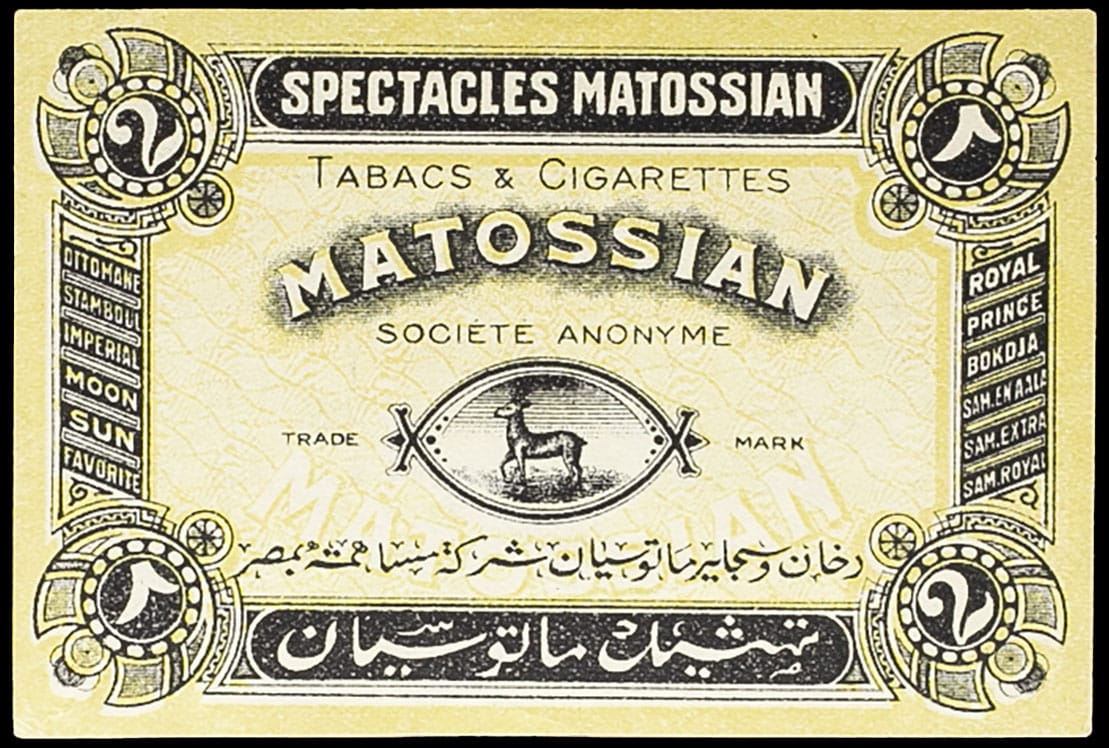 SPECTACLES MATOSSIAN
TABACS & CIGARETTES
MATOSSIAN
SOCIÉTÉ ANONYME
OTTOMANE
STAMBOUL
IMPERIAL
MOON
SUN
FAVORITE
ROYAL
PRINCE
BOKDJA
SAM.EN AALA
SAM.EXTRA
SAM.ROYAL
TRADE MARK
MATOSSIAN
دخان وسجاير ماتوسيان شركة مساهمة بمصر
تمثيل ماتوسيان